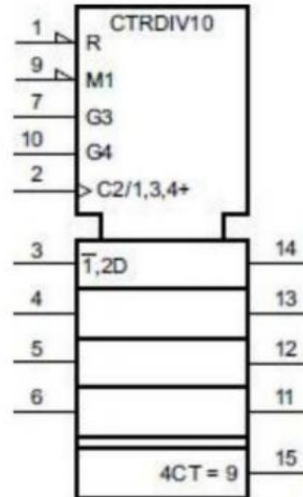 CTRDIV10
1 R
9 M1
7 G3
10 G4
2 C2/1,3,4+
3 1̅,2D 14
4 13
5 12
6 11
4CT = 9 15